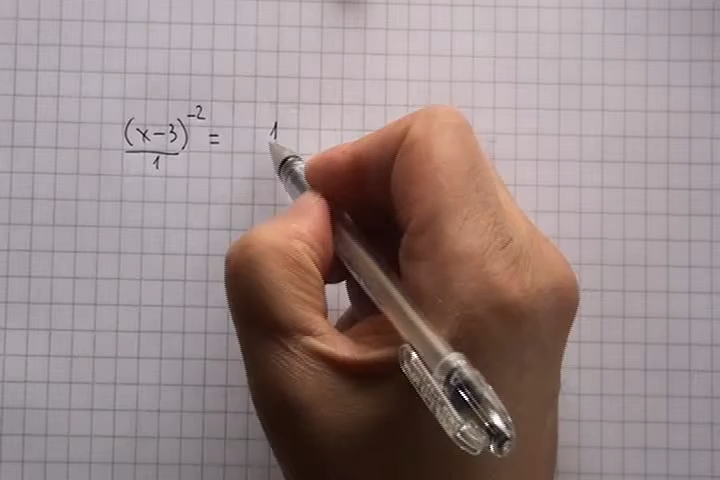 (x-3)⁻² = 1
1